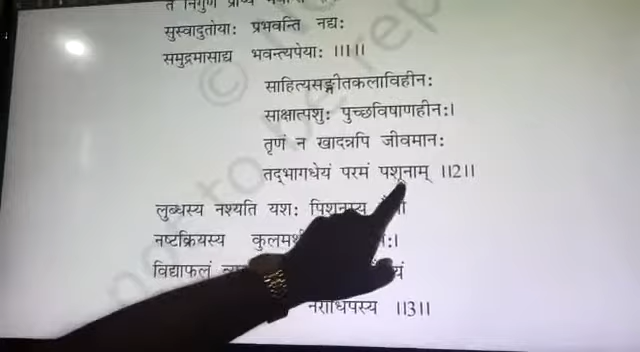 सुस्वादुतोयाः प्रभवन्ति नद्यः
समुद्रमासाद्य भवन्त्यपेयाः ।।1।।
साहित्यसङ्गीतकलाविहीनः
साक्षात्पशुः पुच्छविषाणहीनः।
तृणं न खादन्नपि जीवमानः
तद्भागधेयं परमं पशूनाम् ।।2।।
लुब्धस्य नश्यति यशः पिशुनस्य
नष्टक्रियस्य
विद्याफलं
नराधिपस्य ।।3।।